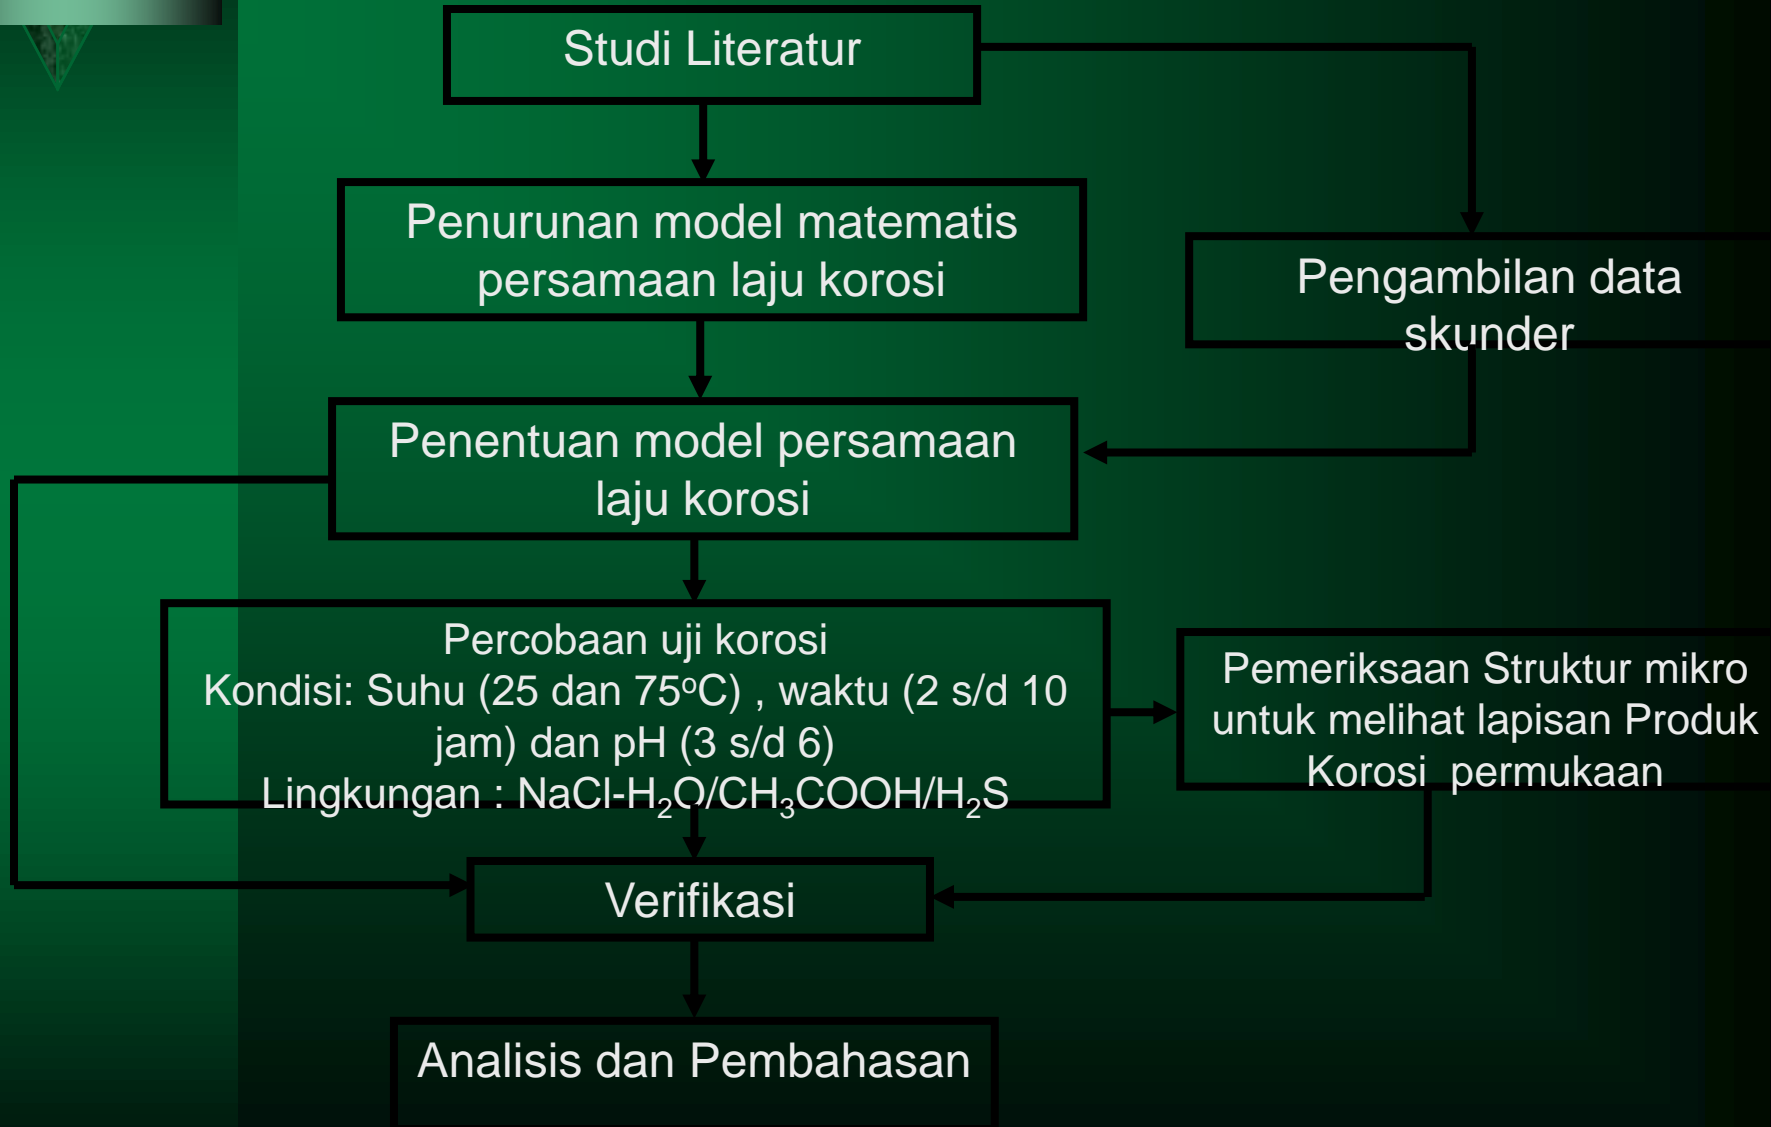 Studi Literatur
Penurunan model matematis
persamaan laju korosi
Pengambilan data
skunder
Penentuan model persamaan
laju korosi
Percobaan uji korosi
Kondisi: Suhu (25 dan 75°C) , waktu (2 s/d 10
jam) dan pH (3 s/d 6)
Lingkungan : NaCl-H₂O/CH₃COOH/H₂S
Pemeriksaan Struktur mikro
untuk melihat lapisan Produk
Korosi permukaan
Verifikasi
Analisis dan Pembahasan